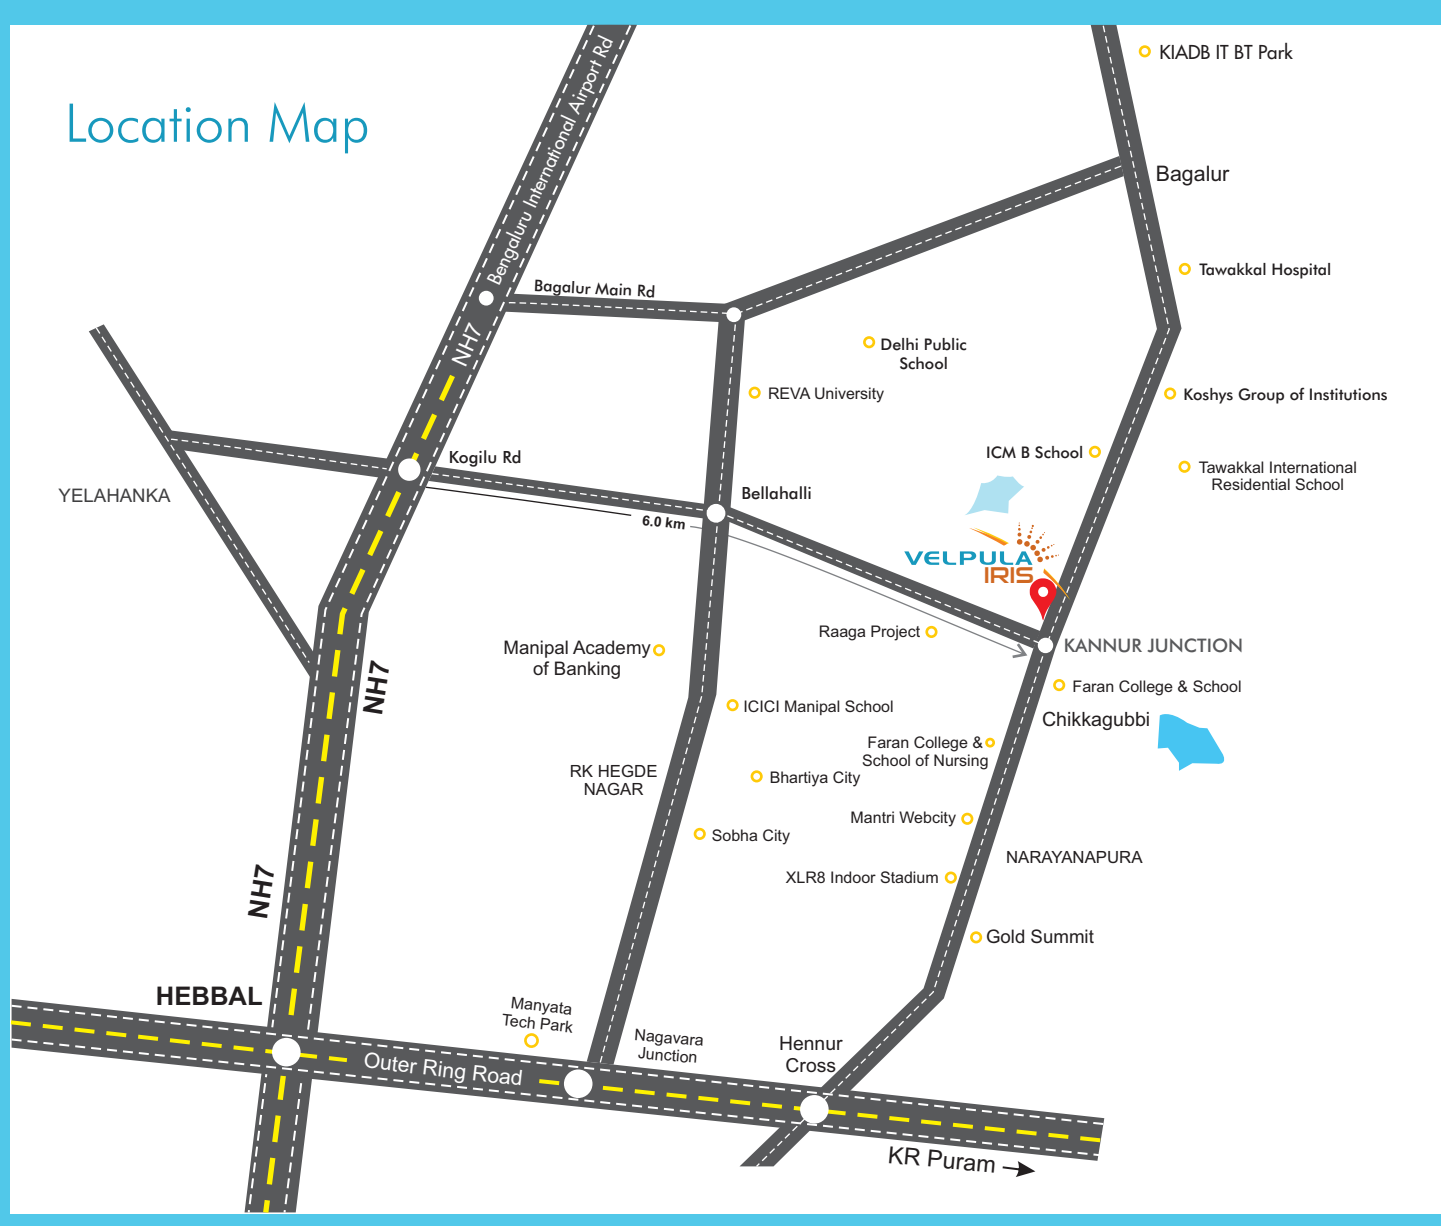 Location Map
KIADB IT BT Park
Bengaluru International Airport Rd
Bagalur
Tawakkal Hospital
Bagalur Main Rd
NH7
Delhi Public
School
REVA University
Koshys Group of Institutions
Kogilu Rd
ICM B School
Tawakkal International
Residential School
YELAHANKA
Bellahalli
6.0 km
VELPULA
IRIS
Raaga Project
KANNUR JUNCTION
Manipal Academy
of Banking
NH7
Faran College & School
ICICI Manipal School
Chikkagubbi
Faran College &
School of Nursing
RK HEGDE
NAGAR
Bhartiya City
Mantri Webcity
Sobha City
NARAYANAPURA
XLR8 Indoor Stadium
NH7
Gold Summit
HEBBAL
Manyata
Tech Park
Nagavara
Junction
Hennur
Cross
Outer Ring Road
KR Puram